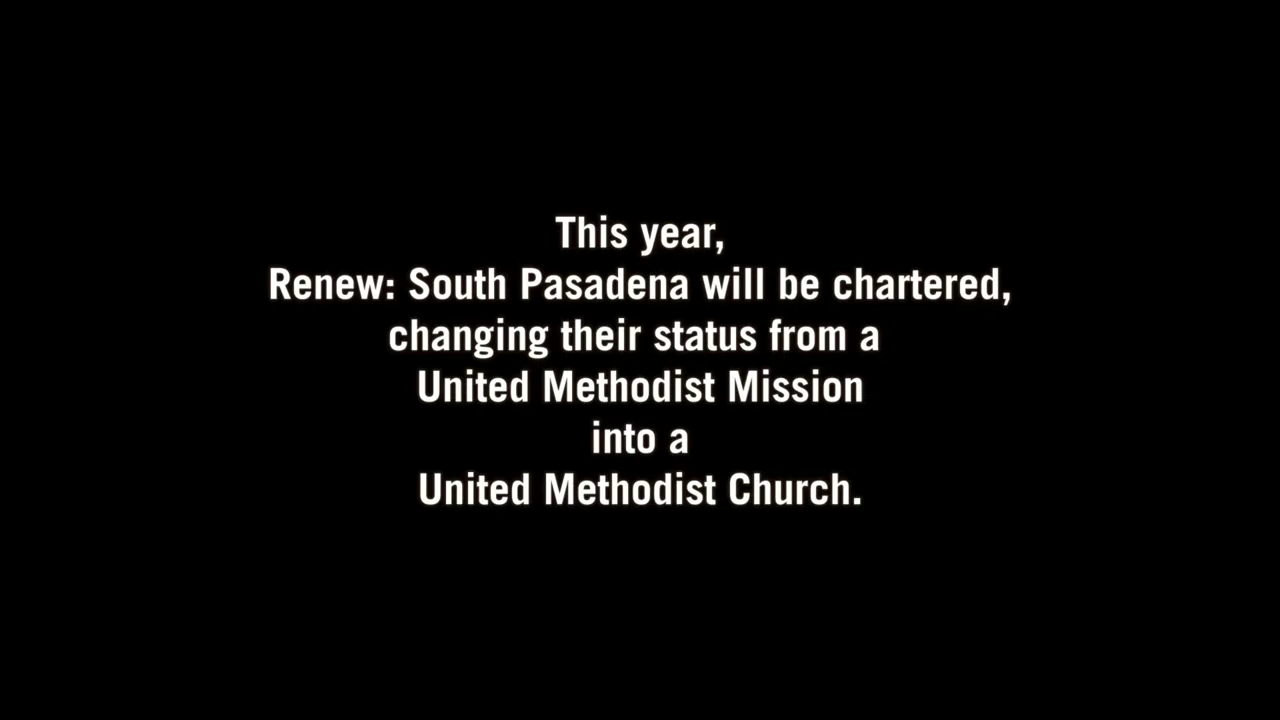 This year,
Renew: South Pasadena will be chartered,
changing their status from a
United Methodist Mission
into a
United Methodist Church.